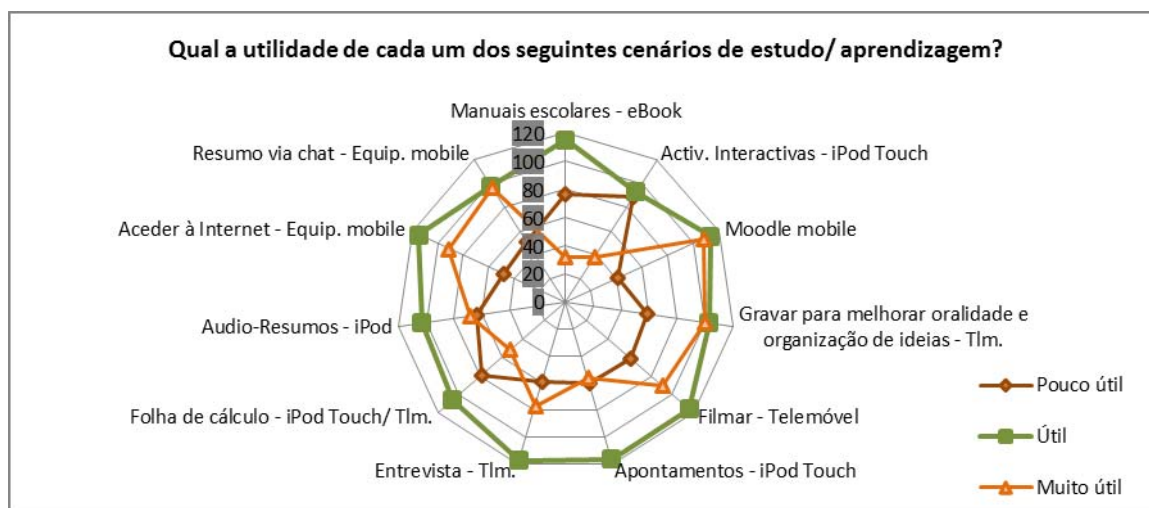 Qual a utilidade de cada um dos seguintes cenários de estudo/ aprendizagem?
Manuais escolares - eBook
120
Resumo via chat - Equip. mobile
Activ. Interactivas - iPod Touch
100
80
Aceder à Internet - Equip. mobile
60
Moodle mobile
40
20
0
Audio-Resumos - iPod
Gravar para melhorar oralidade e
organização de ideias - Tlm.
Folha de cálculo - iPod Touch/ Tlm.
Filmar - Telemóvel
Entrevista - Tlm.
Apontamentos - iPod Touch
Pouco útil
Útil
Muito útil